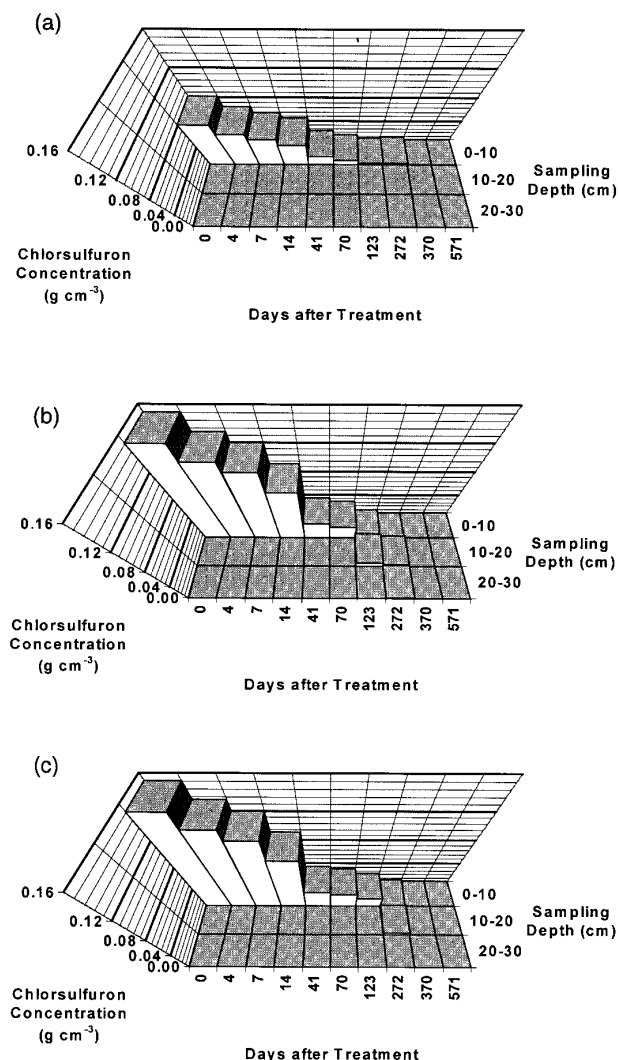 (a)
0.16
0.12
0.08
0.04
0.00
0-10
10-20
20-30
Sampling
Depth (cm)
0 4 7 14 41 70 123 272 370 571
Chlorsulfuron
Concentration
(g cm⁻³)
Days after Treatment
(b)
0.16
0.12
0.08
0.04
0.00
0-10
10-20
20-30
Sampling
Depth (cm)
0 4 7 14 41 70 123 272 370 571
Chlorsulfuron
Concentration
(g cm⁻³)
Days after Treatment
(c)
0.16
0.12
0.08
0.04
0.00
0-10
10-20
20-30
Sampling
Depth (cm)
0 4 7 14 41 70 123 272 370 571
Chlorsulfuron
Concentration
(g cm⁻³)
Days after Treatment